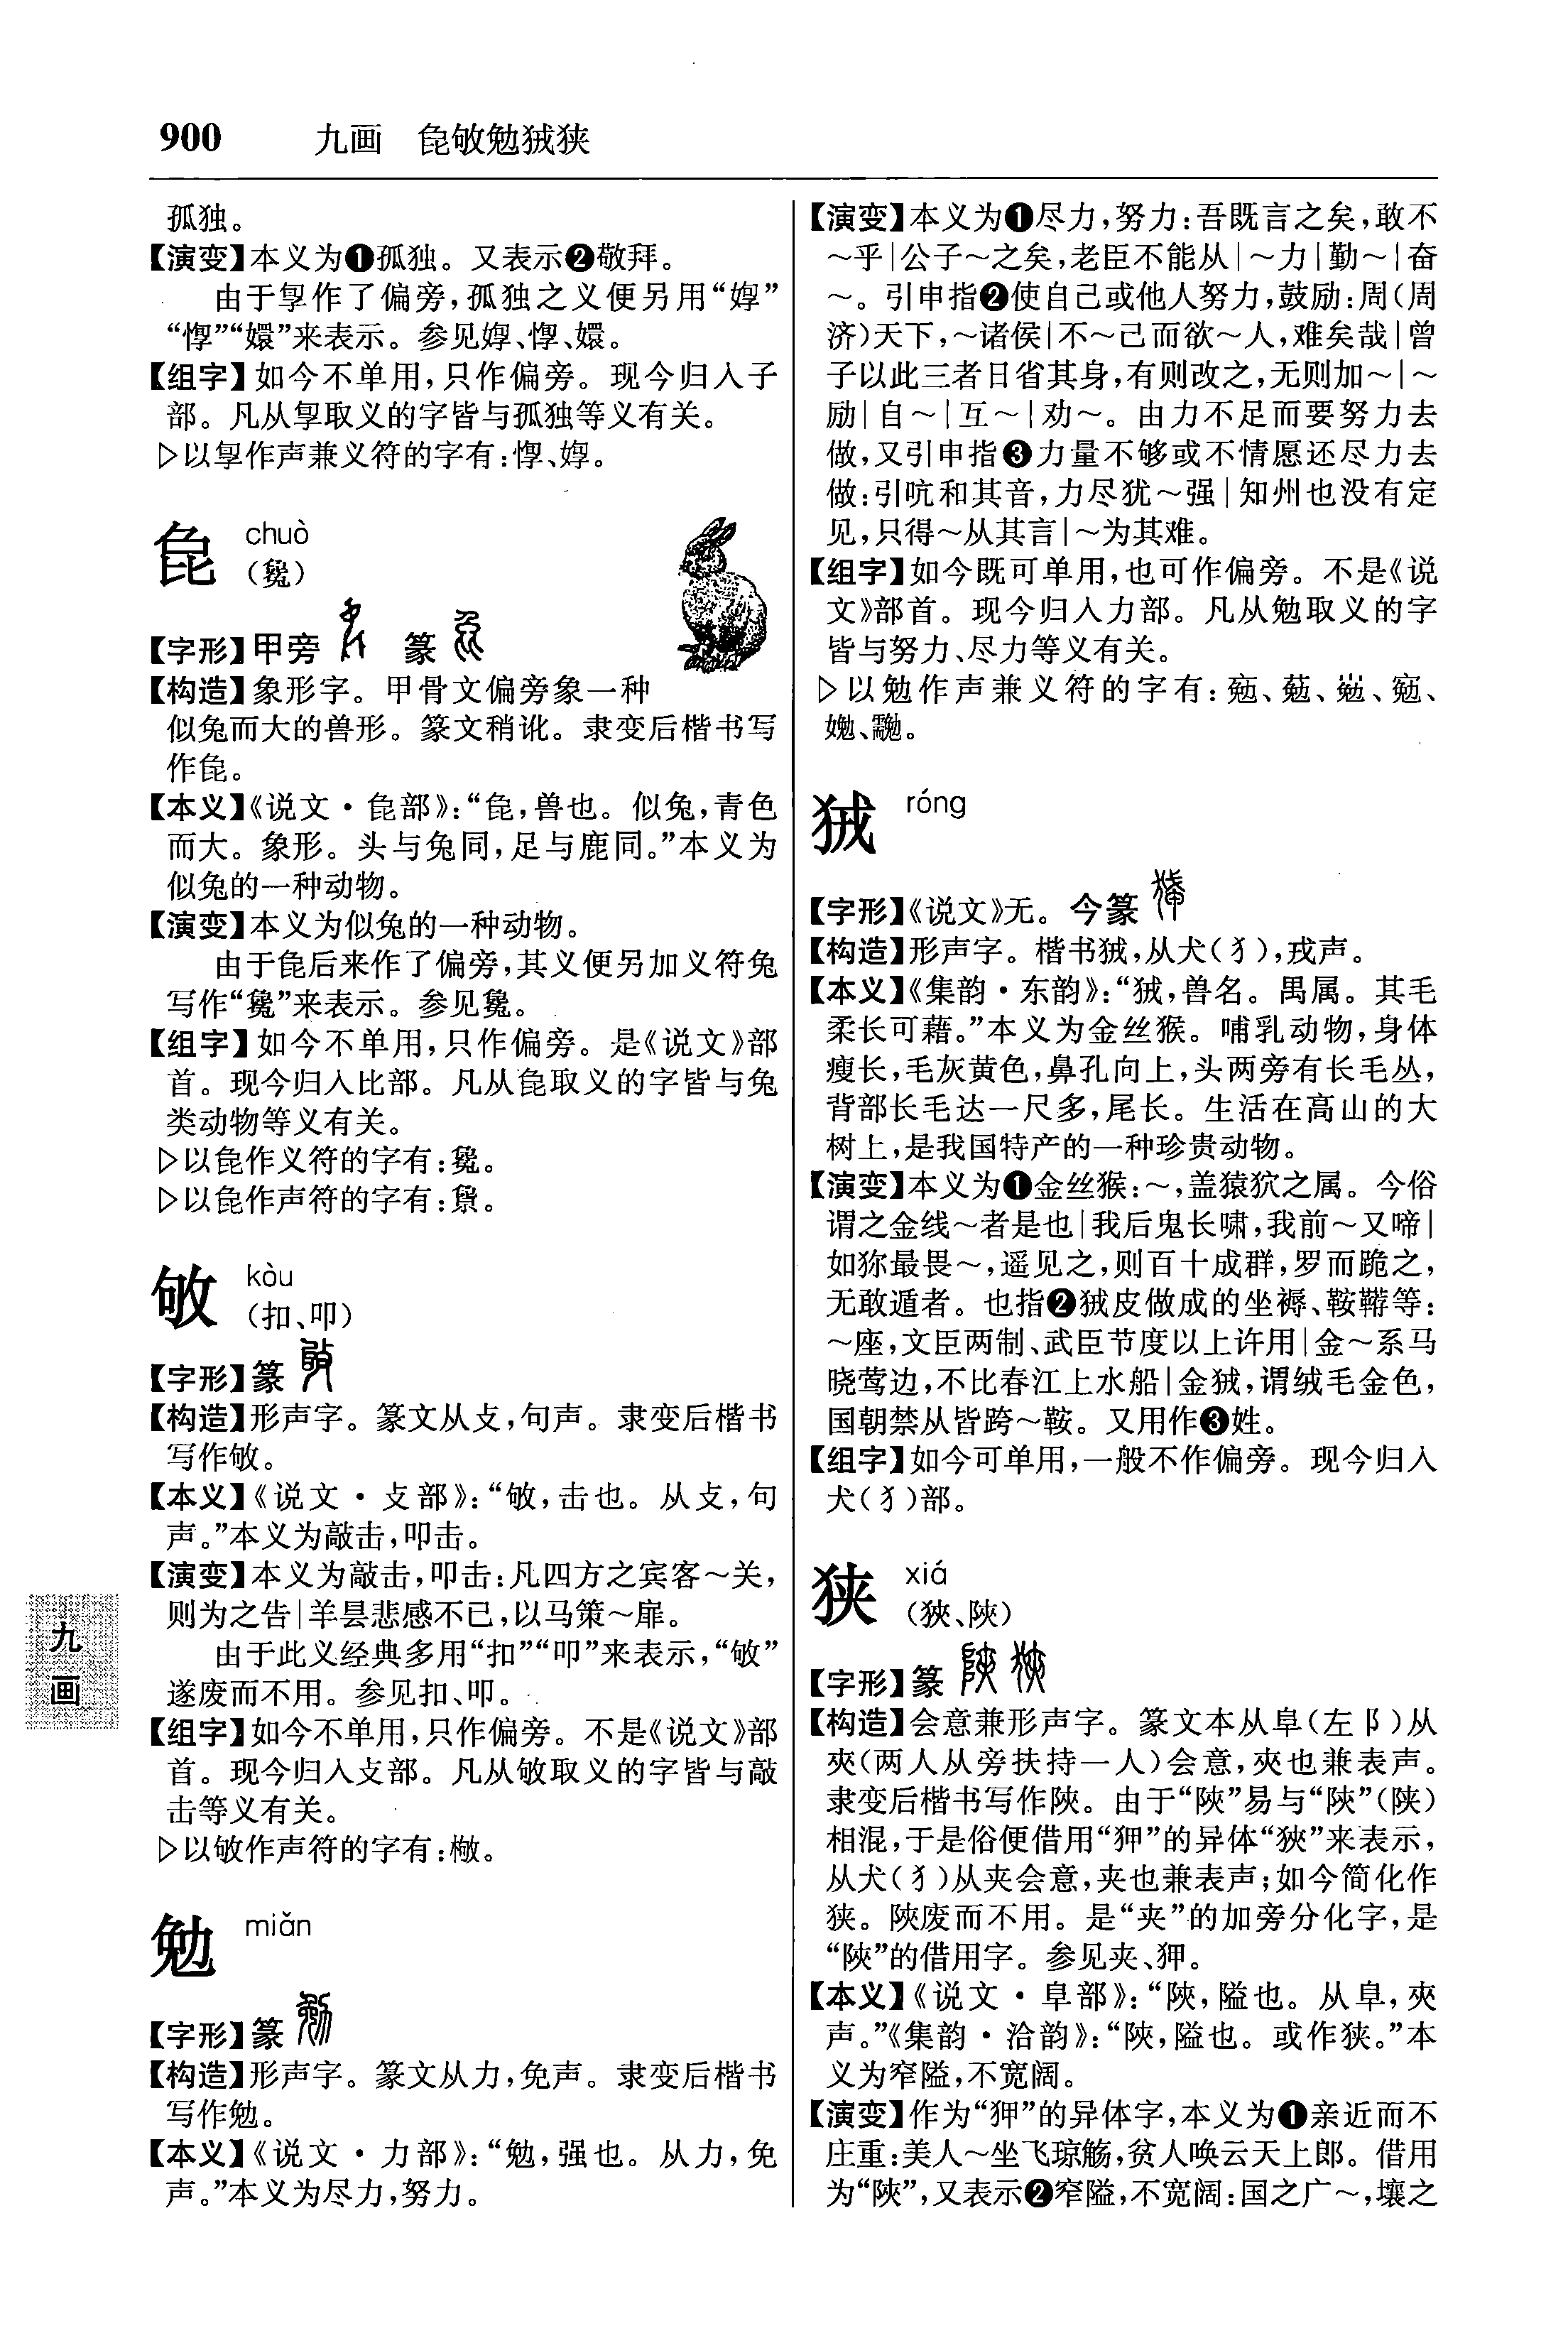 900 九画 㲋敂勉狨狭
孤独。
【演变】本义为❶孤独。又表示❷敬拜。
由于㝁作了偏旁,孤独之义便另用“㛮”
“惸”“嬛”来表示。参见㛮、惸、嬛。
【组字】如今不单用,只作偏旁。现今归入子
部。凡从㝁取义的字皆与孤独等义有关。
▷以㝁作声兼义符的字有:惸、㛮。
㲋 chuò
(毚)
【字形】甲旁 篆
【构造】象形字。甲骨文偏旁象一种
似兔而大的兽形。篆文稍讹。隶变后楷书写
作㲋。
【本义】《说文·㲋部》:“㲋,兽也。似兔,青色
而大。象形。头与兔同,足与鹿同。”本义为
似兔的一种动物。
【演变】本义为似兔的一种动物。
由于㲋后来作了偏旁,其义便另加义符兔
写作“毚”来表示。参见毚。
【组字】如今不单用,只作偏旁。是《说文》部
首。现今归入比部。凡从㲋取义的字皆与兔
类动物等义有关。
▷以㲋作义符的字有:毚。
▷以㲋作声符的字有:。
敂 kòu
(扣、叩)
【字形】篆
【构造】形声字。篆文从攴,句声。隶变后楷书
写作敂。
【本义】《说文·攴部》:“敂,击也。从攴,句
声。”本义为敲击,叩击。
【演变】本义为敲击,叩击:凡四方之宾客～关,
则为之告|羊昙悲感不已,以马策～扉。
由于此义经典多用“扣”“叩”来表示,“敂”
遂废而不用。参见扣、叩。
【组字】如今不单用,只作偏旁。不是《说文》部
首。现今归入攴部。凡从敂取义的字皆与敲
击等义有关。
▷以敂作声符的字有:。
勉 miǎn
【字形】篆
【构造】形声字。篆文从力,免声。隶变后楷书
写作勉。
【本义】《说文·力部》:“勉,强也。从力,免
声。”本义为尽力,努力。
【演变】本义为❶尽力,努力:吾既言之矣,敢不
～乎|公子～之矣,老臣不能从|～力|勤～|奋
～。引申指❷使自己或他人努力,鼓励:周(周
济)天下,～诸侯|不～己而欲～人,难矣哉|曾
子以此三者日省其身,有则改之,无则加～|～
励|自～|互～|劝～。由力不足而要努力去
做,又引申指❸力量不够或不情愿还尽力去
做:引吭和其音,力尽犹～强|知州也没有定
见,只得～从其言|～为其难。
【组字】如今既可单用,也可作偏旁。不是《说
文》部首。现今归入力部。凡从勉取义的字
皆与努力、尽力等义有关。
▷以勉作声兼义符的字有:
狨 róng
【字形】《说文》无。今篆
【构造】形声字。楷书狨,从犬(犭),戎声。
【本义】《集韵·东韵》:“狨,兽名。禺属。其毛
柔长可藉。”本义为金丝猴。哺乳动物,身体
瘦长,毛灰黄色,鼻孔向上,头两旁有长毛丛,
背部长毛达一尺多,尾长。生活在高山的大
树上,是我国特产的一种珍贵动物。
【演变】本义为❶金丝猴:～,盖猿狖之属。今俗
谓之金线～者是也|我后鬼长啸,我前～又啼|
如狝最畏～,遥见之,则百十成群,罗而跪之,
无敢遁者。也指❷狨皮做成的坐褥、鞍鞯等:
～座,文臣两制、武臣节度以上许用|金～系马
晓莺边,不比春江上水船|金狨,谓绒毛金色,
国朝禁从皆跨～鞍。又用作❸姓。
【组字】如今可单用,一般不作偏旁。现今归入
犬(犭)部。
狭 xiá
(狹、陜)
【字形】篆
【构造】会意兼形声字。篆文本从阜(左阝)从
夾(两人从旁扶持一人)会意,夾也兼表声。
隶变后楷书写作陜。由于“陜”易与“陝”(陕)
相混,于是俗便借用“狎”的异体“狹”来表示,
从犬(犭)从夹会意,夹也兼表声;如今简化作
狭。陜废而不用。是“夹”的加旁分化字,是
“陜”的借用字。参见夹、狎。
【本义】《说文·阜部》:“陜,隘也。从阜,夾
声。”《集韵·洽韵》:“陜,隘也。或作狭。”本
义为窄隘,不宽阔。
【演变】作为“狎”的异体字,本义为❶亲近而不
庄重:美人～坐飞琼觞,贫人唤云天上郎。借用
为“陜”,又表示❷窄隘,不宽阔:国之广～,壤之
九
画